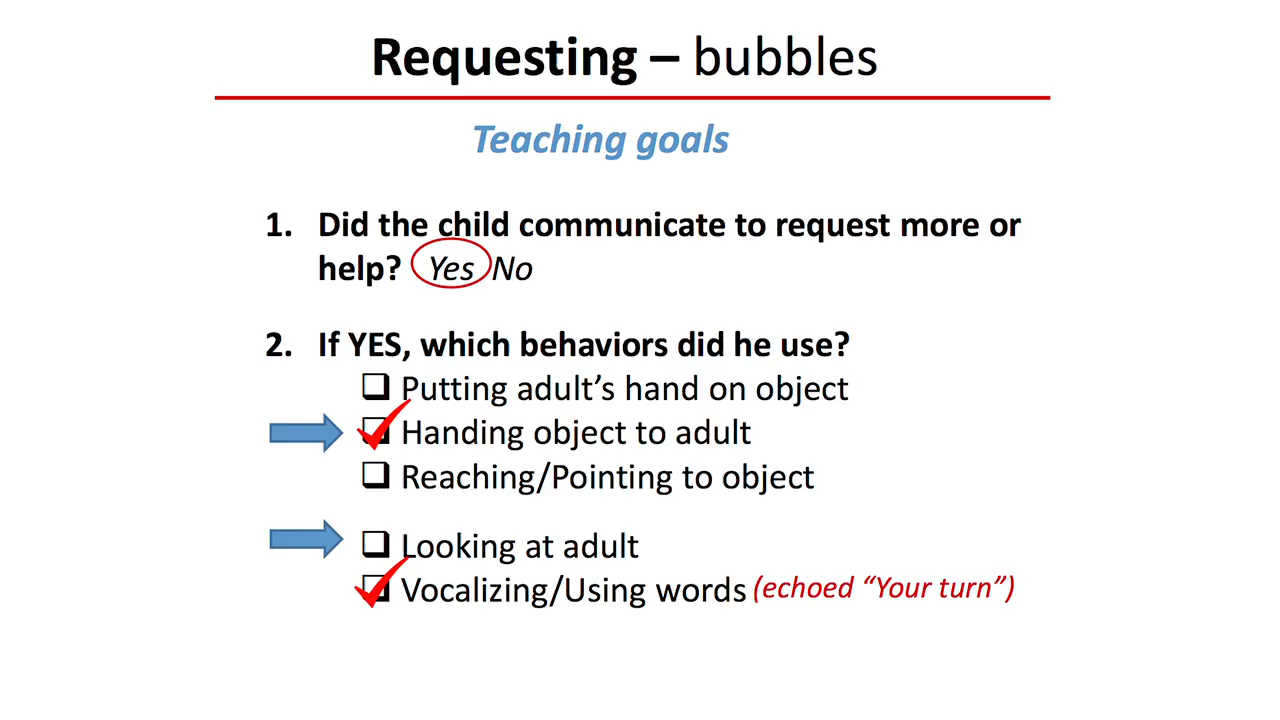 Requesting – bubbles
Teaching goals
1. Did the child communicate to request more or
help? Yes No
2. If YES, which behaviors did he use?
Putting adult’s hand on object
Handing object to adult
Reaching/Pointing to object
Looking at adult
Vocalizing/Using words (echoed “Your turn”)